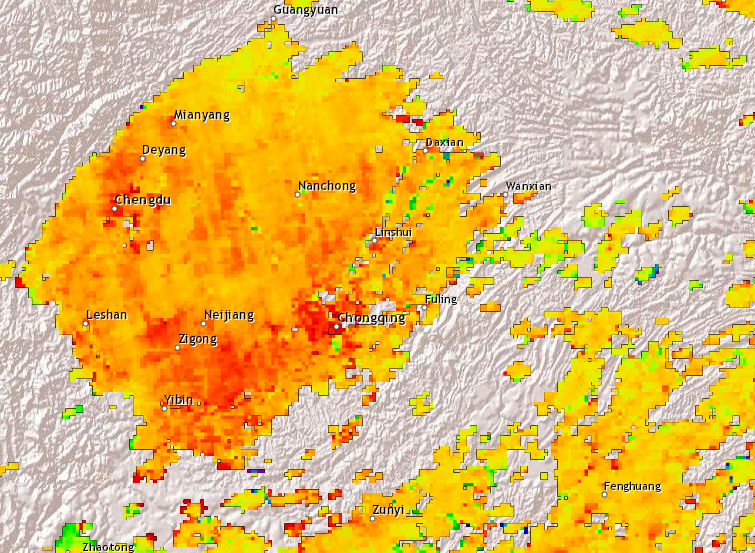 Guangyuan
Mianyang
Deyang
Daxian
Nanchong
Wanxian
Chengdu
Linshui
Fuling
Leshan
Neijiang
Chongqing
Zigong
Yibin
Fenghuang
Zunyi
Zhaotong